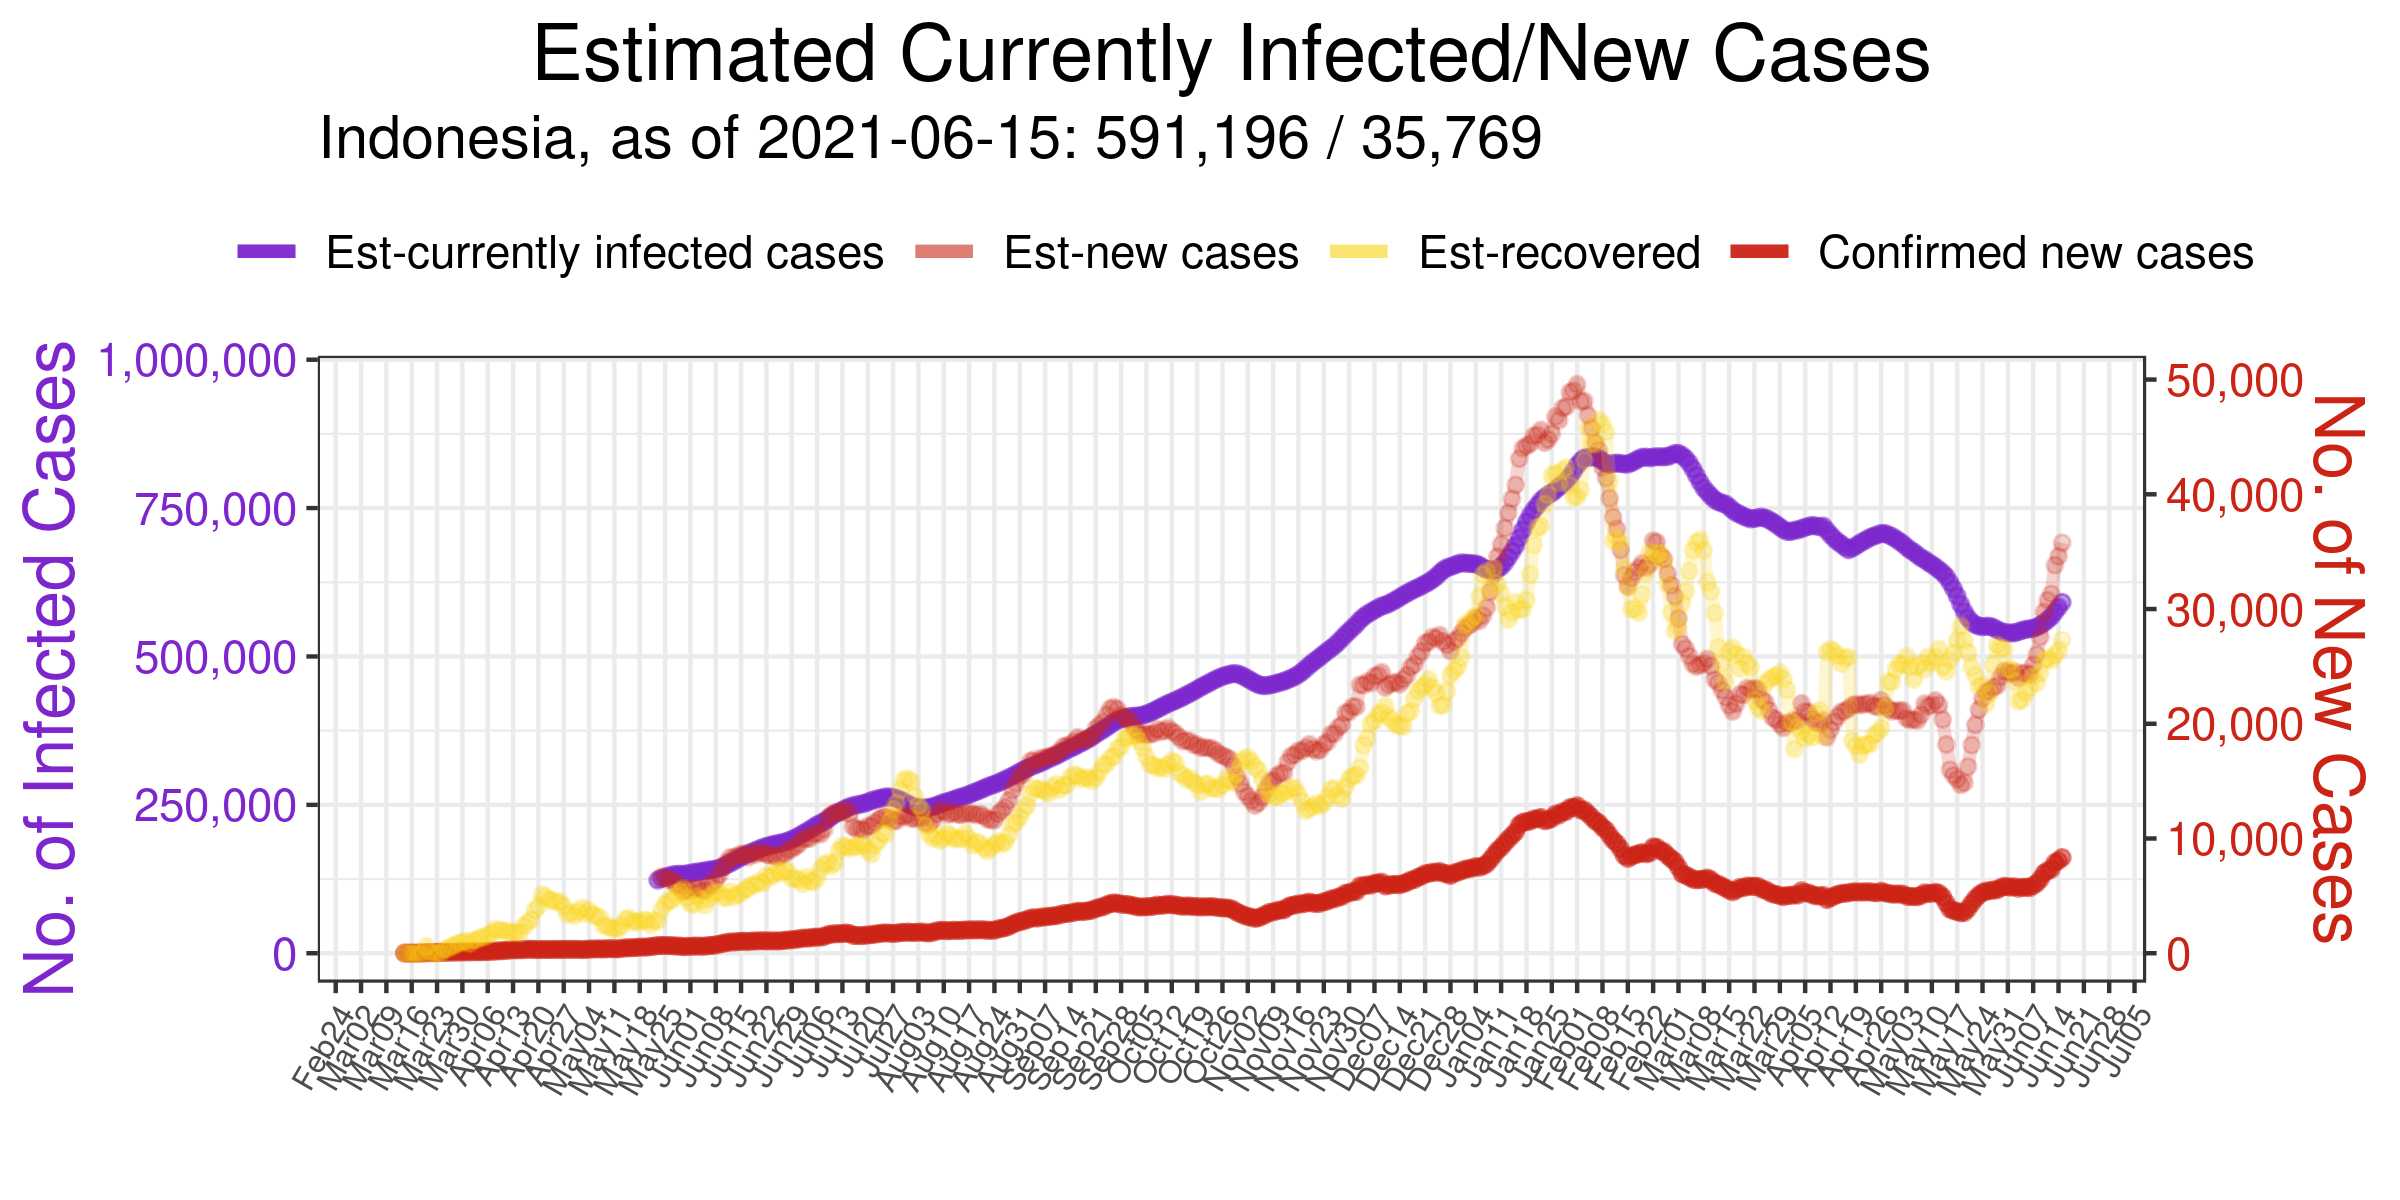 Estimated Currently Infected/New Cases
Indonesia, as of 2021-06-15: 591,196 / 35,769
Est-currently infected cases Est-new cases Est-recovered Confirmed new cases
No. of Infected Cases
1,000,000
750,000
500,000
250,000
0
50,000
40,000
30,000
20,000
10,000
0
No. of New Cases
Feb24
Mar02
Mar09
Mar16
Mar23
Mar30
Apr06
Apr13
Apr20
Apr27
May04
May11
May18
May25
Jun01
Jun08
Jun15
Jun22
Jun29
Jul06
Jul13
Jul20
Jul27
Aug03
Aug10
Aug17
Aug24
Aug31
Sep07
Sep14
Sep21
Sep28
Oct05
Oct12
Oct19
Oct26
Nov02
Nov09
Nov16
Nov23
Nov30
Dec07
Dec14
Dec21
Dec28
Jan04
Jan11
Jan18
Jan25
Feb01
Feb08
Feb15
Feb22
Mar01
Mar08
Mar15
Mar22
Mar29
Apr05
Apr12
Apr19
Apr26
May03
May10
May17
May24
May31
Jun07
Jun14
Jun21
Jun28
Jul05